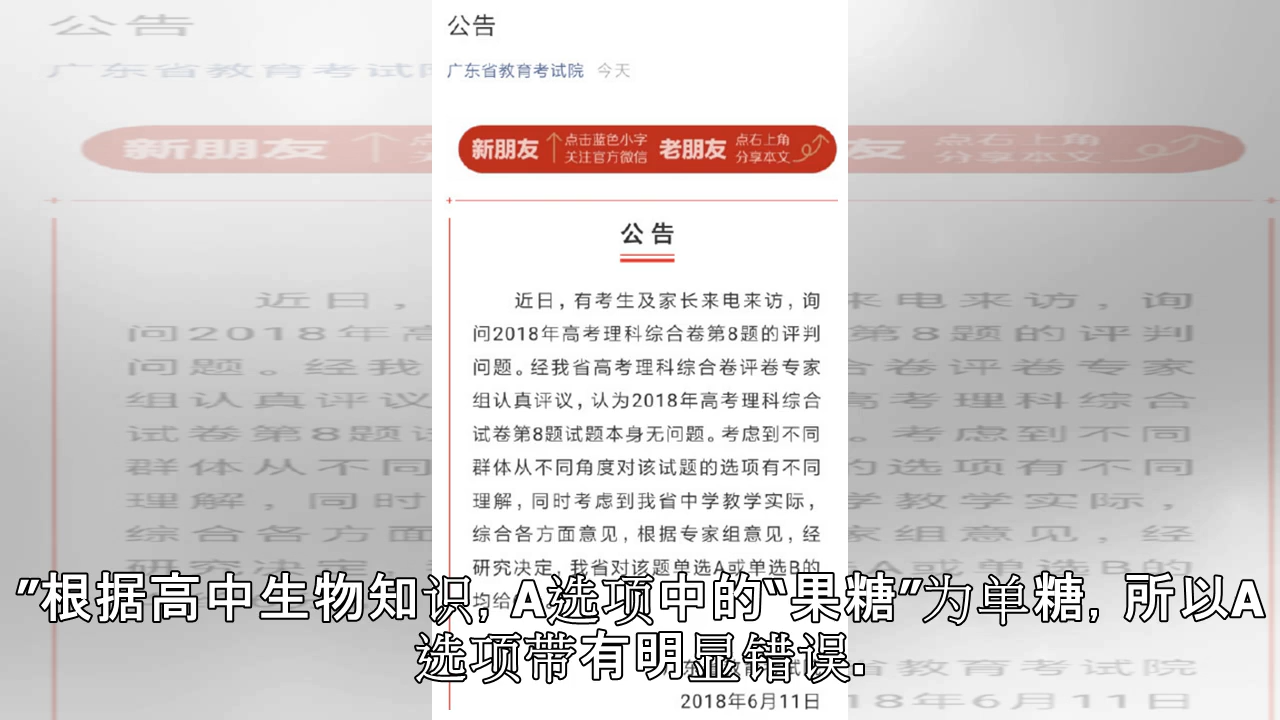 公告
广东省教育考试院 今天
新朋友 点击蓝色小字 关注官方微信 老朋友 点右上角 分享本文
公告
近日，有考生及家长来电来访，询
问2018年高考理科综合卷第8题的评判
问题。经我省高考理科综合卷评卷专家
组认真评议，认为2018年高考理科综合
试卷第8题试题本身无问题。考虑到不同
群体从不同角度对该试题的选项有不同
理解，同时考虑到我省中学教学实际，
综合各方面意见，根据专家组意见，经
研究决定，我省对该题单选A或单选B的
均给
"根据高中生物知识，A选项中的“果糖”为单糖, 所以A
选项带有明显错误.
东省教育考试院
2018年6月11日